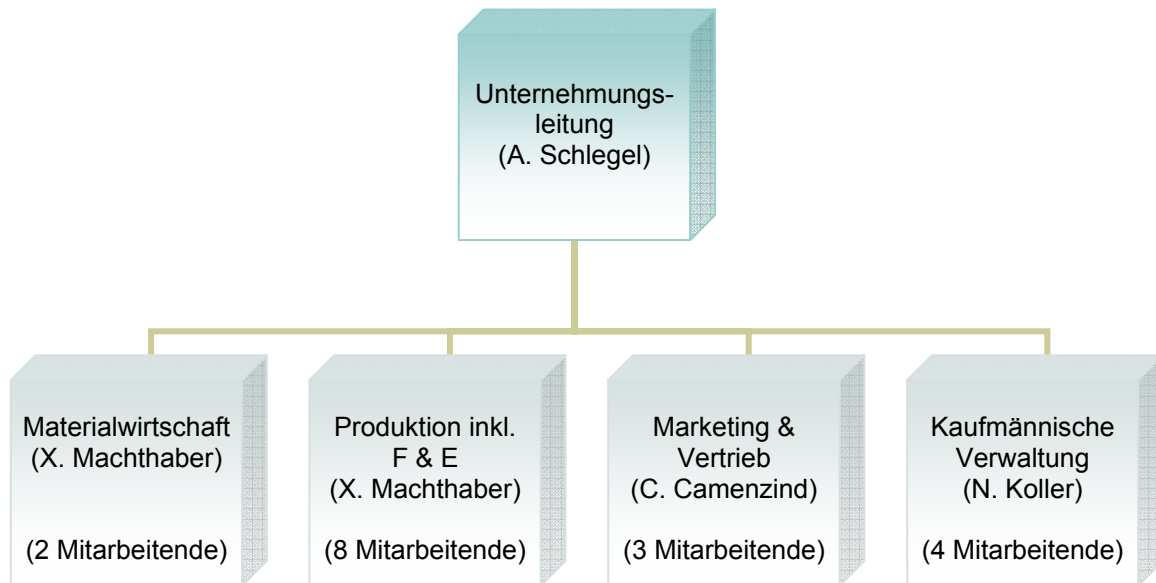 Unternehmungs-
leitung
(A. Schlegel)
Materialwirtschaft
(X. Machthaber)
(2 Mitarbeitende)
Produktion inkl.
F & E
(X. Machthaber)
(8 Mitarbeitende)
Marketing &
Vertrieb
(C. Camenzind)
(3 Mitarbeitende)
Kaufmännische
Verwaltung
(N. Koller)
(4 Mitarbeitende)